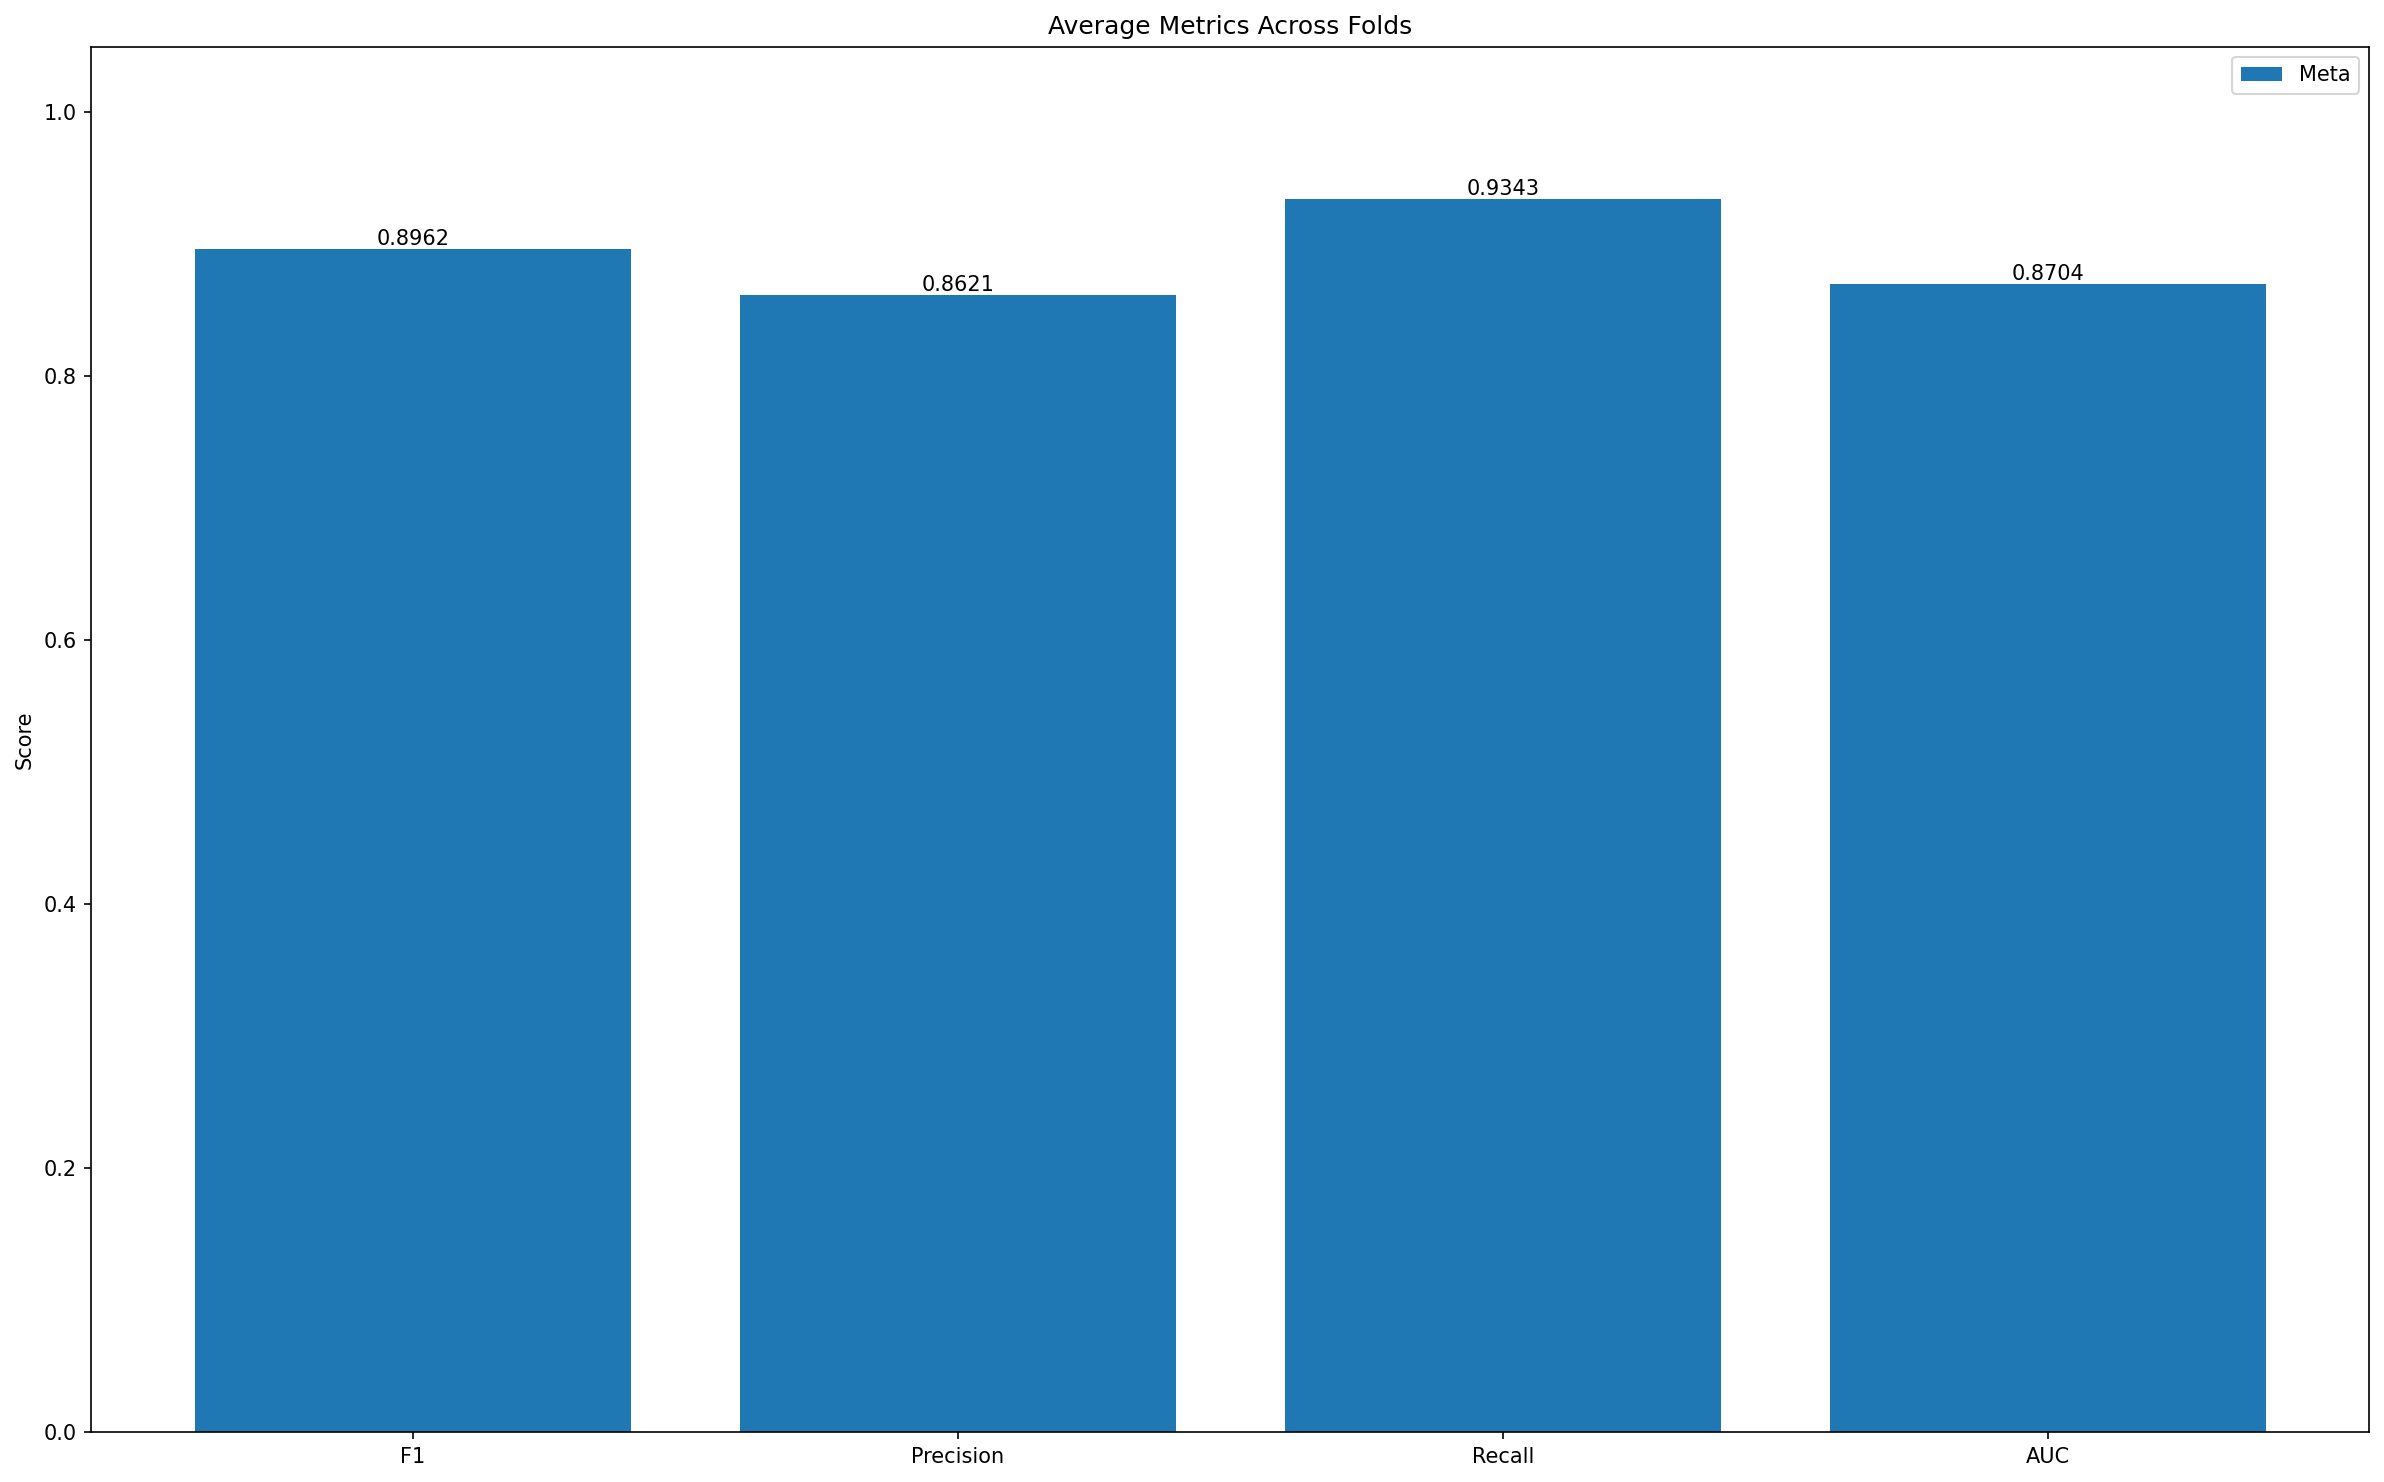 Average Metrics Across Folds
Meta
1.0
0.8
0.6
0.4
0.2
0.0
Score
0.8962
0.8621
0.9343
0.8704
F1
Precision
Recall
AUC